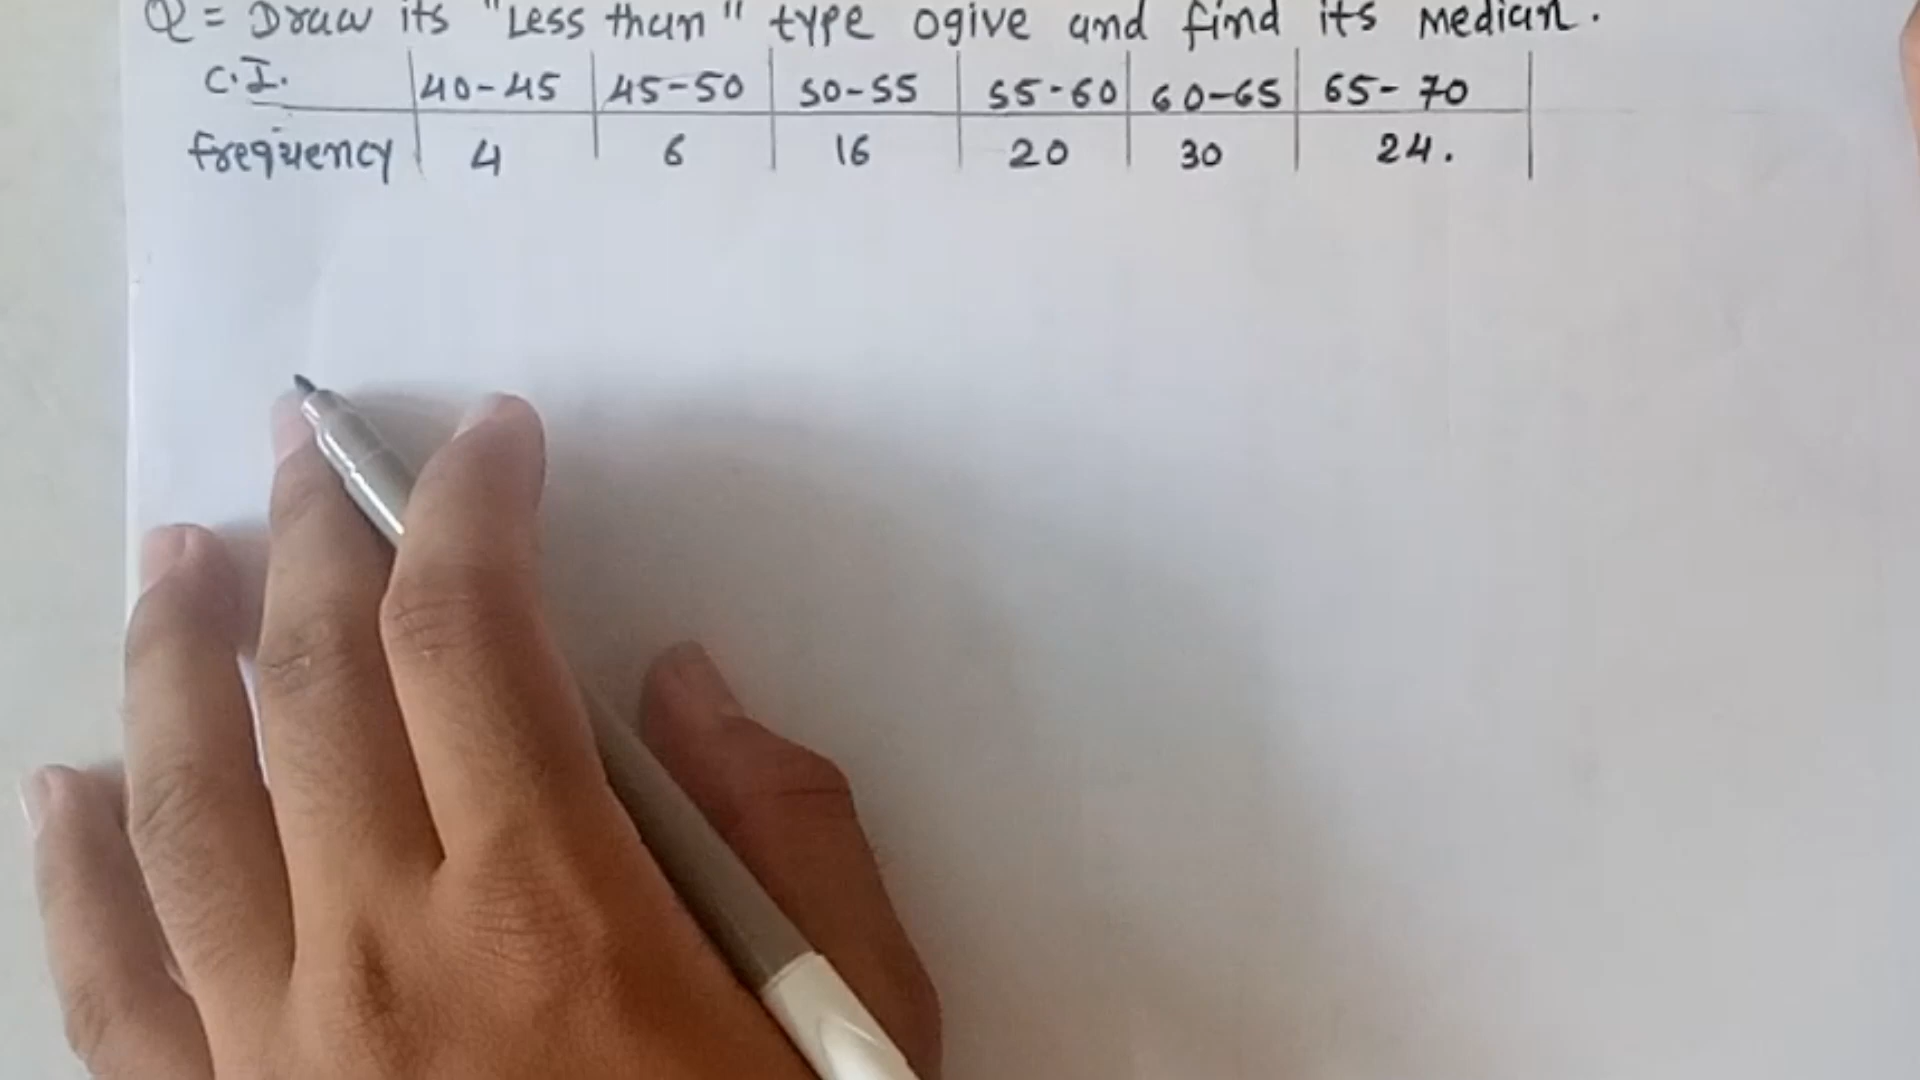 Q = Draw its "Less than" type ogive and find its median.
C.I. 40-45 45-50 50-55 55-60 60-65 65-70
frequency 4 6 16 20 30 24.